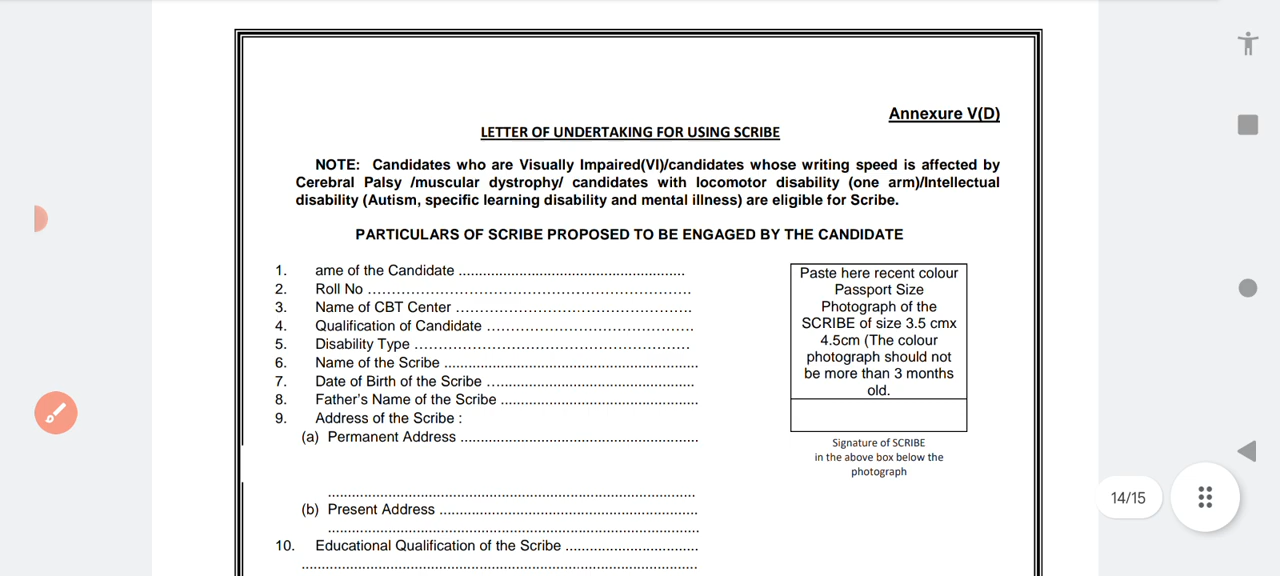 Annexure V(D)
LETTER OF UNDERTAKING FOR USING SCRIBE
NOTE: Candidates who are Visually Impaired(VI)/candidates whose writing speed is affected by
Cerebral Palsy /muscular dystrophy/ candidates with locomotor disability (one arm)/Intellectual
disability (Autism, specific learning disability and mental illness) are eligible for Scribe.
PARTICULARS OF SCRIBE PROPOSED TO BE ENGAGED BY THE CANDIDATE
1. ame of the Candidate ........................................................
2. Roll No ................................................................
3. Name of CBT Center ................................................
4. Qualification of Candidate ..........................................
5. Disability Type ........................................................
6. Name of the Scribe ...............................................................
7. Date of Birth of the Scribe ....................................................
8. Father's Name of the Scribe .................................................
9. Address of the Scribe :
(a) Permanent Address ...........................................................
...........................................................................................
(b) Present Address ................................................................
............................................................................................
10. Educational Qualification of the Scribe .................................
..................................................................................................
Paste here recent colour
Passport Size
Photograph of the
SCRIBE of size 3.5 cmx
4.5cm (The colour
photograph should not
be more than 3 months
old.
Signature of SCRIBE
in the above box below the
photograph
14/15